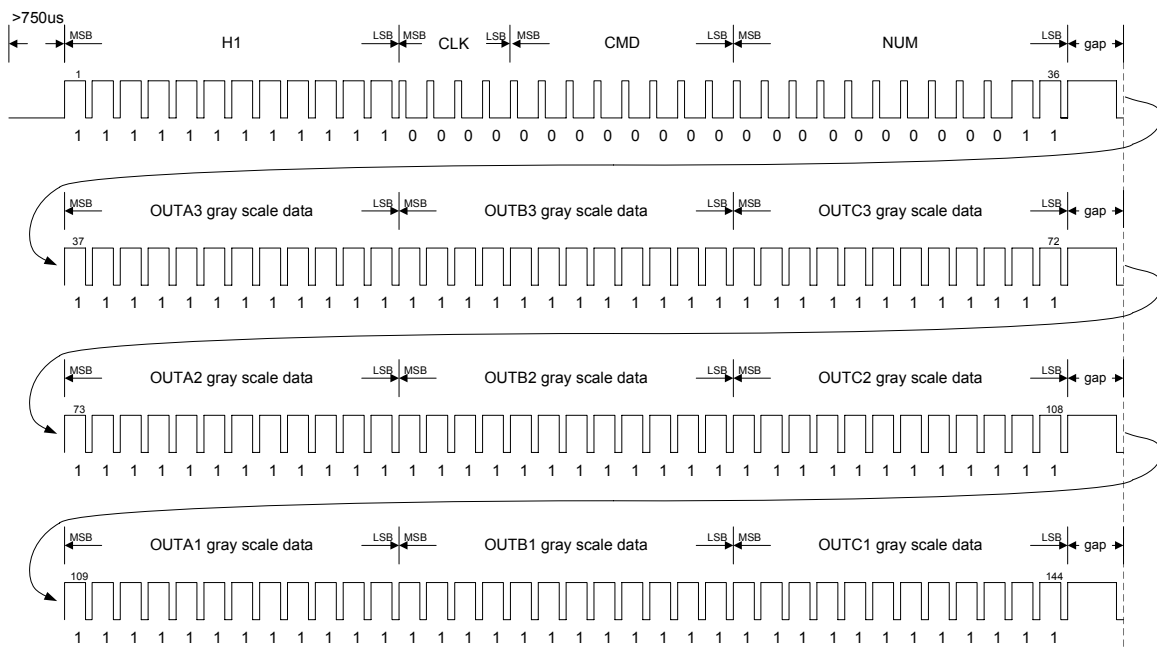 >750us
MSB H1 LSB MSB CLK LSB MSB CMD MSB NUM LSB gap
1 36
1 1 1 1 1 1 1 1 1 1 1 1 0 0 0 0 0 0 0 0 0 0 0 0 0 0 0 0 0 0 0 0 0 0 1 1
MSB OUTA3 gray scale data LSB MSB OUTB3 gray scale data LSB MSB OUTC3 gray scale data LSB gap
37 72
1 1 1 1 1 1 1 1 1 1 1 1 1 1 1 1 1 1 1 1 1 1 1 1 1 1 1 1 1 1 1 1 1 1 1 1
MSB OUTA2 gray scale data LSB MSB OUTB2 gray scale data LSB MSB OUTC2 gray scale data LSB gap
73 108
1 1 1 1 1 1 1 1 1 1 1 1 1 1 1 1 1 1 1 1 1 1 1 1 1 1 1 1 1 1 1 1 1 1 1 1
MSB OUTA1 gray scale data LSB MSB OUTB1 gray scale data LSB MSB OUTC1 gray scale data LSB gap
109 144
1 1 1 1 1 1 1 1 1 1 1 1 1 1 1 1 1 1 1 1 1 1 1 1 1 1 1 1 1 1 1 1 1 1 1 1